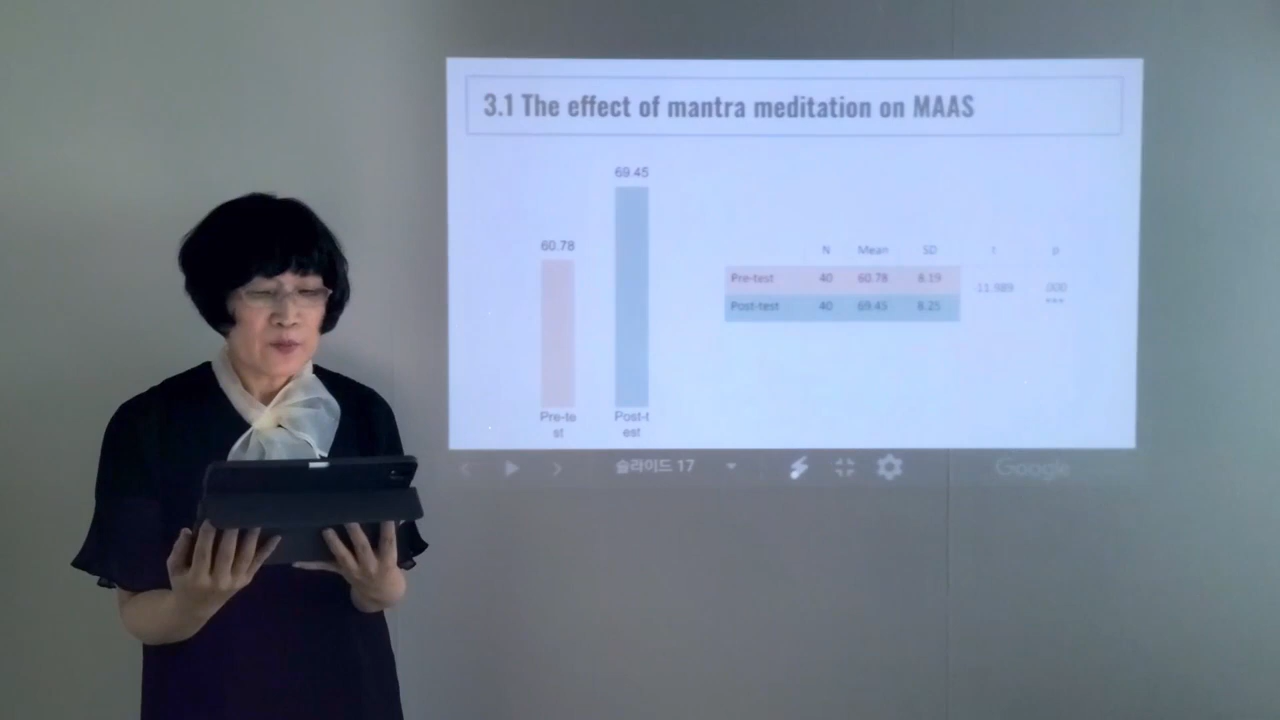 3.1 The effect of mantra meditation on MAAS
69.45
60.78
Pre-te
st
Post-t
est
N Mean SD t p
Pre-test 40 60.78 8.19
11.989 .000
***
Post-test 40 69.45 8.25
슬라이드 17
Google